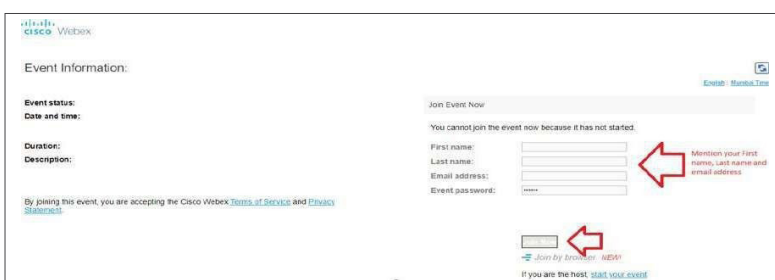 CISCO Webex
Event Information:
English : Mumbai Time
Event status:
Date and time:
Duration:
Description:
By joining this event, you are accepting the Cisco Webex Terms of Service and Privacy
Statement.
Join Event Now
You cannot join the event now because it has not started.
First name:
Last name:
Email address:
Event password:
Mention your First
name, Last name and
email address
Join Now
Join by browser NEW!
If you are the host, start your event